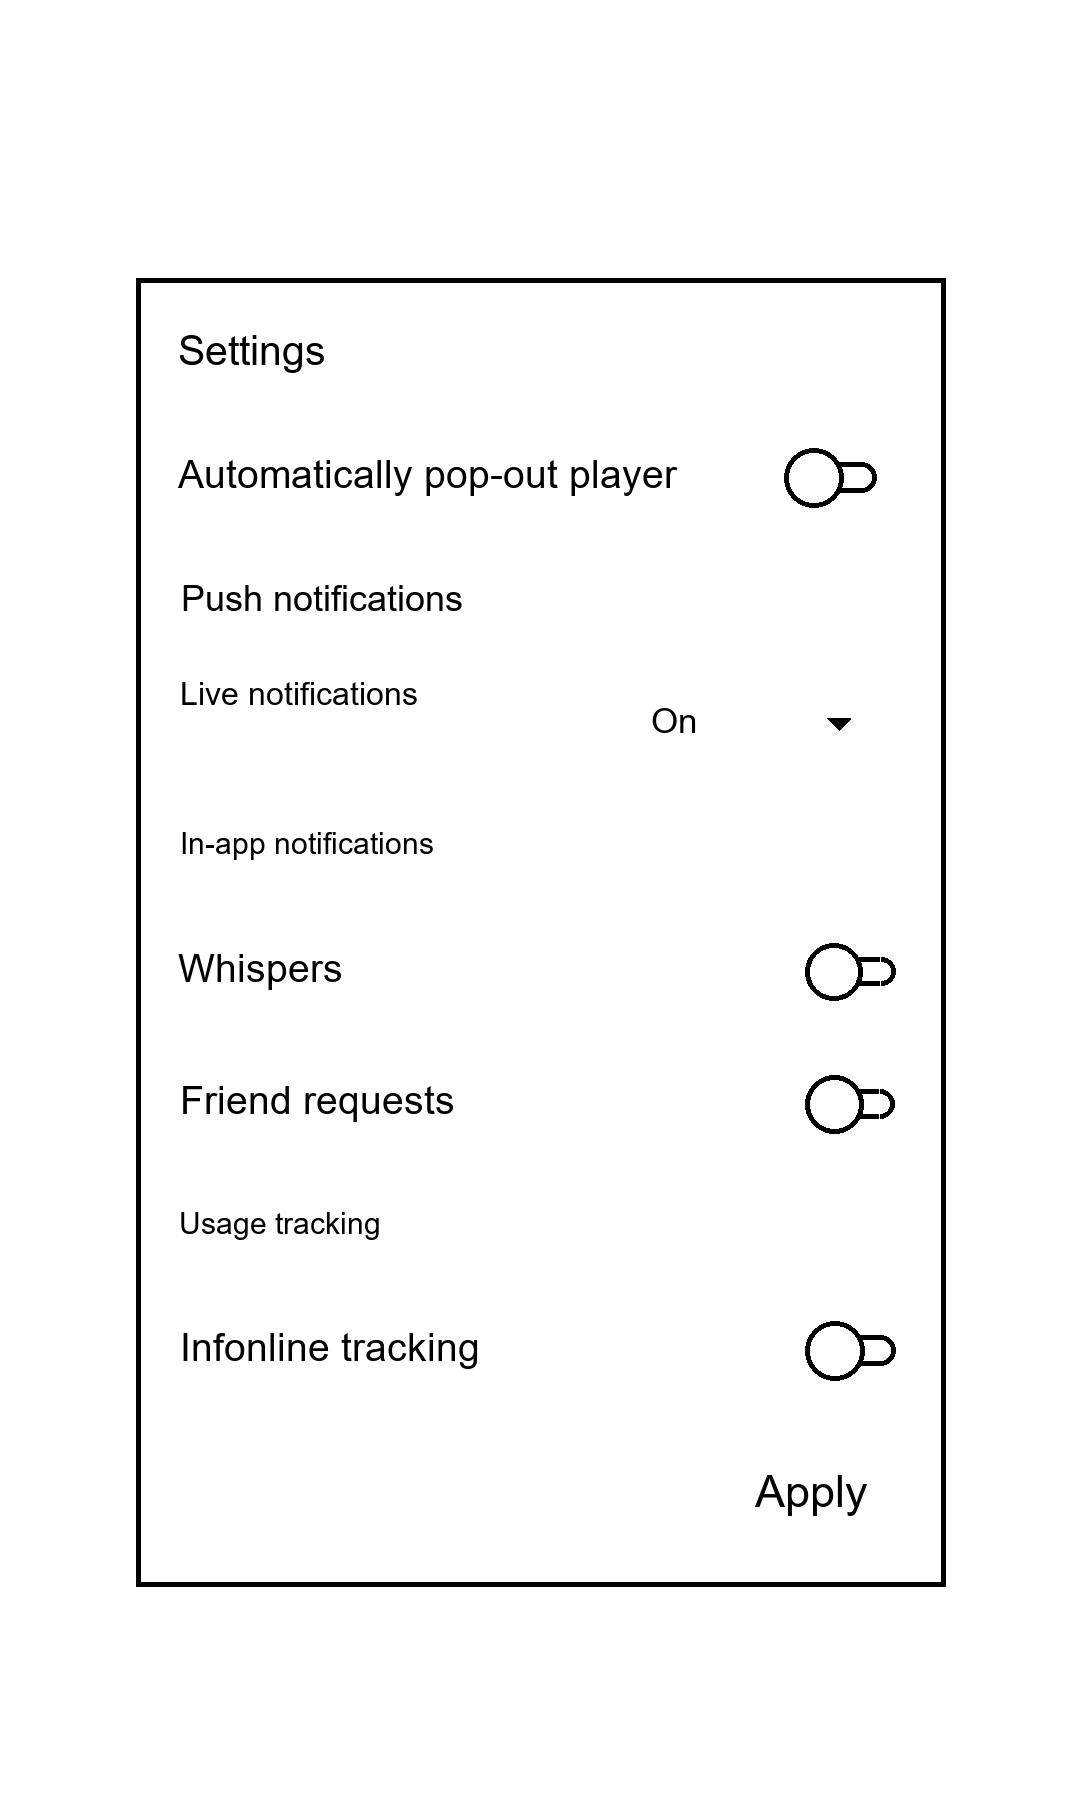 Settings
Automatically pop-out player
Push notifications
Live notifications
On
In-app notifications
Whispers
Friend requests
Usage tracking
Infonline tracking
Apply